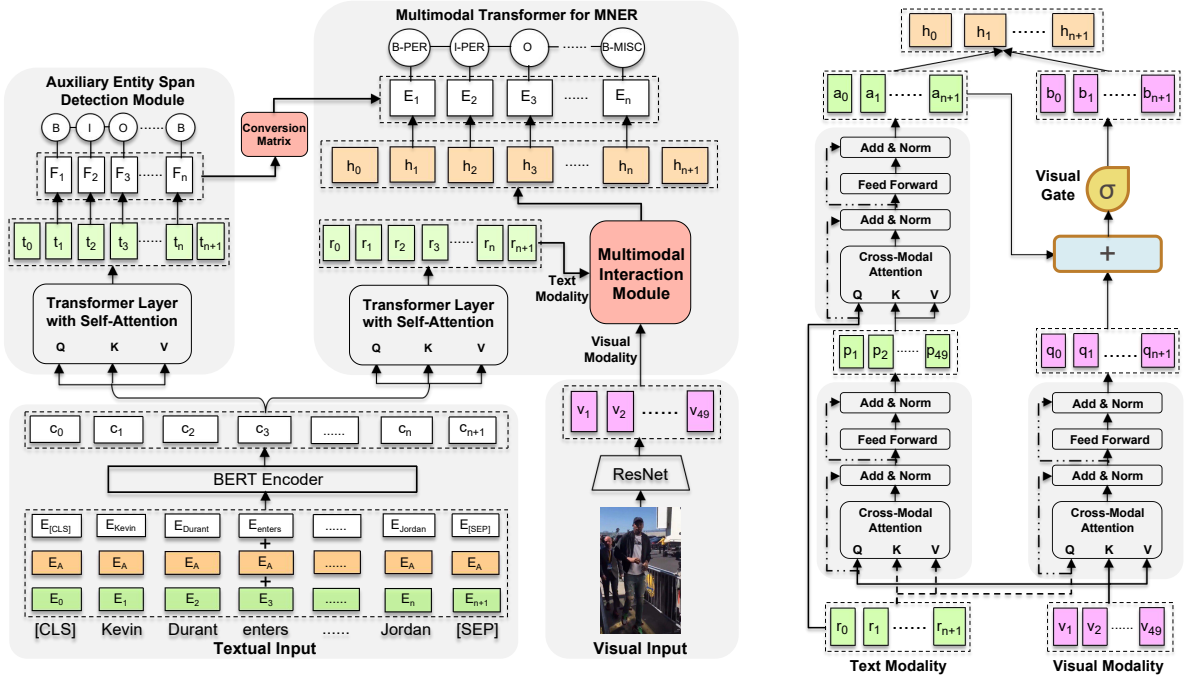 Multimodal Transformer for MNER
B-PER I-PER O ...... B-MISC
Auxiliary Entity Span
Detection Module
B I O ...... B
Conversion
Matrix
E1 E2 E3 ...... En
F1 F2 F3 ...... Fn
h0 h1 h2 h3 ...... hn hn+1
t0 t1 t2 t3 ...... tn tn+1
r0 r1 r2 r3 ...... rn rn+1
Text
Modality
Multimodal
Interaction
Module
Transformer Layer
with Self-Attention
Q K V
Transformer Layer
with Self-Attention
Q K V
Visual
Modality
v1 v2 ....... v49
c0 c1 c2 c3 ...... cn cn+1
BERT Encoder
ResNet
E[CLS] EKevin EDurant Eenters ...... EJordan E[SEP]
+
EA EA EA EA ...... EA EA
+
E0 E1 E2 E3 ...... En En+1
[CLS] Kevin Durant enters ...... Jordan [SEP]
Textual Input
Visual Input
h0 h1 ...... hn+1
a0 a1 ...... an+1
b0 b1 ...... bn+1
Add & Norm
Feed Forward
Add & Norm
Cross-Modal
Attention
Q K V
Visual
Gate
σ
+
p1 p2 ...... p49
q0 q1 ...... qn+1
Add & Norm
Feed Forward
Add & Norm
Cross-Modal
Attention
Q K V
Add & Norm
Feed Forward
Add & Norm
Cross-Modal
Attention
Q K V
r0 r1 ....... rn+1
v1 v2 ...... v49
Text Modality
Visual Modality